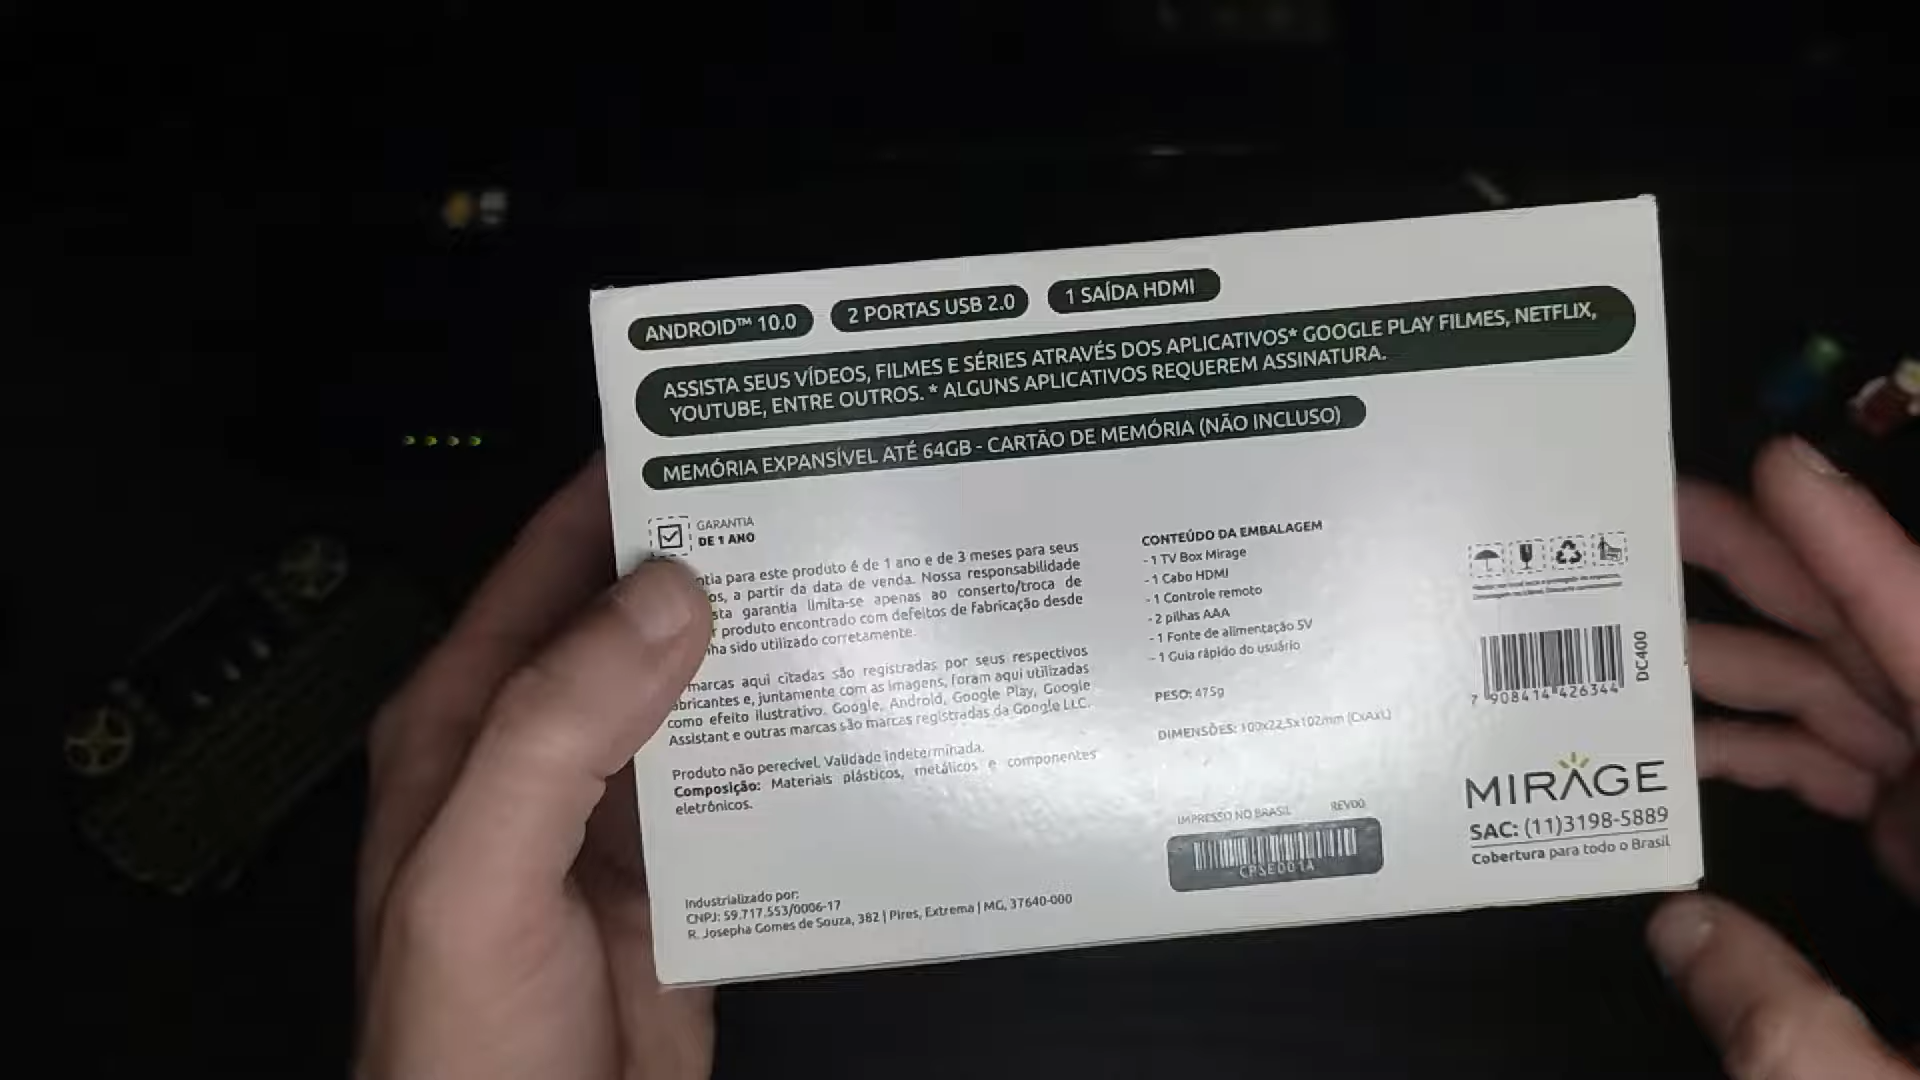 ANDROID™ 10.0
2 PORTAS USB 2.0
1 SAÍDA HDMI
ASSISTA SEUS VÍDEOS, FILMES E SÉRIES ATRAVÉS DOS APLICATIVOS* GOOGLE PLAY FILMES, NETFLIX,
YOUTUBE, ENTRE OUTROS. * ALGUNS APLICATIVOS REQUEREM ASSINATURA.
MEMÓRIA EXPANSÍVEL ATÉ 64GB - CARTÃO DE MEMÓRIA (NÃO INCLUSO)
GARANTIA
DE 1 ANO
ntia para este produto é de 1 ano e de 3 meses para seus
os, a partir da data de venda. Nossa responsabilidade
sta garantia limita-se apenas ao conserto/troca de
r produto encontrado com defeitos de fabricação desde
nha sido utilizado corretamente.
marcas aqui citadas são registradas por seus respectivos
abricantes e, juntamente com as imagens, foram aqui utilizadas
como efeito ilustrativo. Google, Android, Google Play, Google
Assistant e outras marcas são marcas registradas da Google LLC.
Produto não perecível. Validade indeterminada.
Composição: Materiais plásticos, metálicos e componentes
eletrônicos.
Industrializado por:
CNPJ: 59.717.553/0006-17
R. Josepha Gomes de Souza, 382 | Pires, Extrema | MG, 37640-000
CONTEÚDO DA EMBALAGEM
- 1 TV Box Mirage
- 1 Cabo HDMI
- 1 Controle remoto
- 2 pilhas AAA
- 1 Fonte de alimentação 5V
- 1 Guia rápido do usuário
PESO: 475g
DIMENSÕES: 100x22,5x102mm (CxAxL)
IMPRESSO NO BRASIL REV00
CPSE001A
7 908414 426344
DC400
MIRAGE
SAC: (11)3198-5889
Cobertura para todo o Brasil